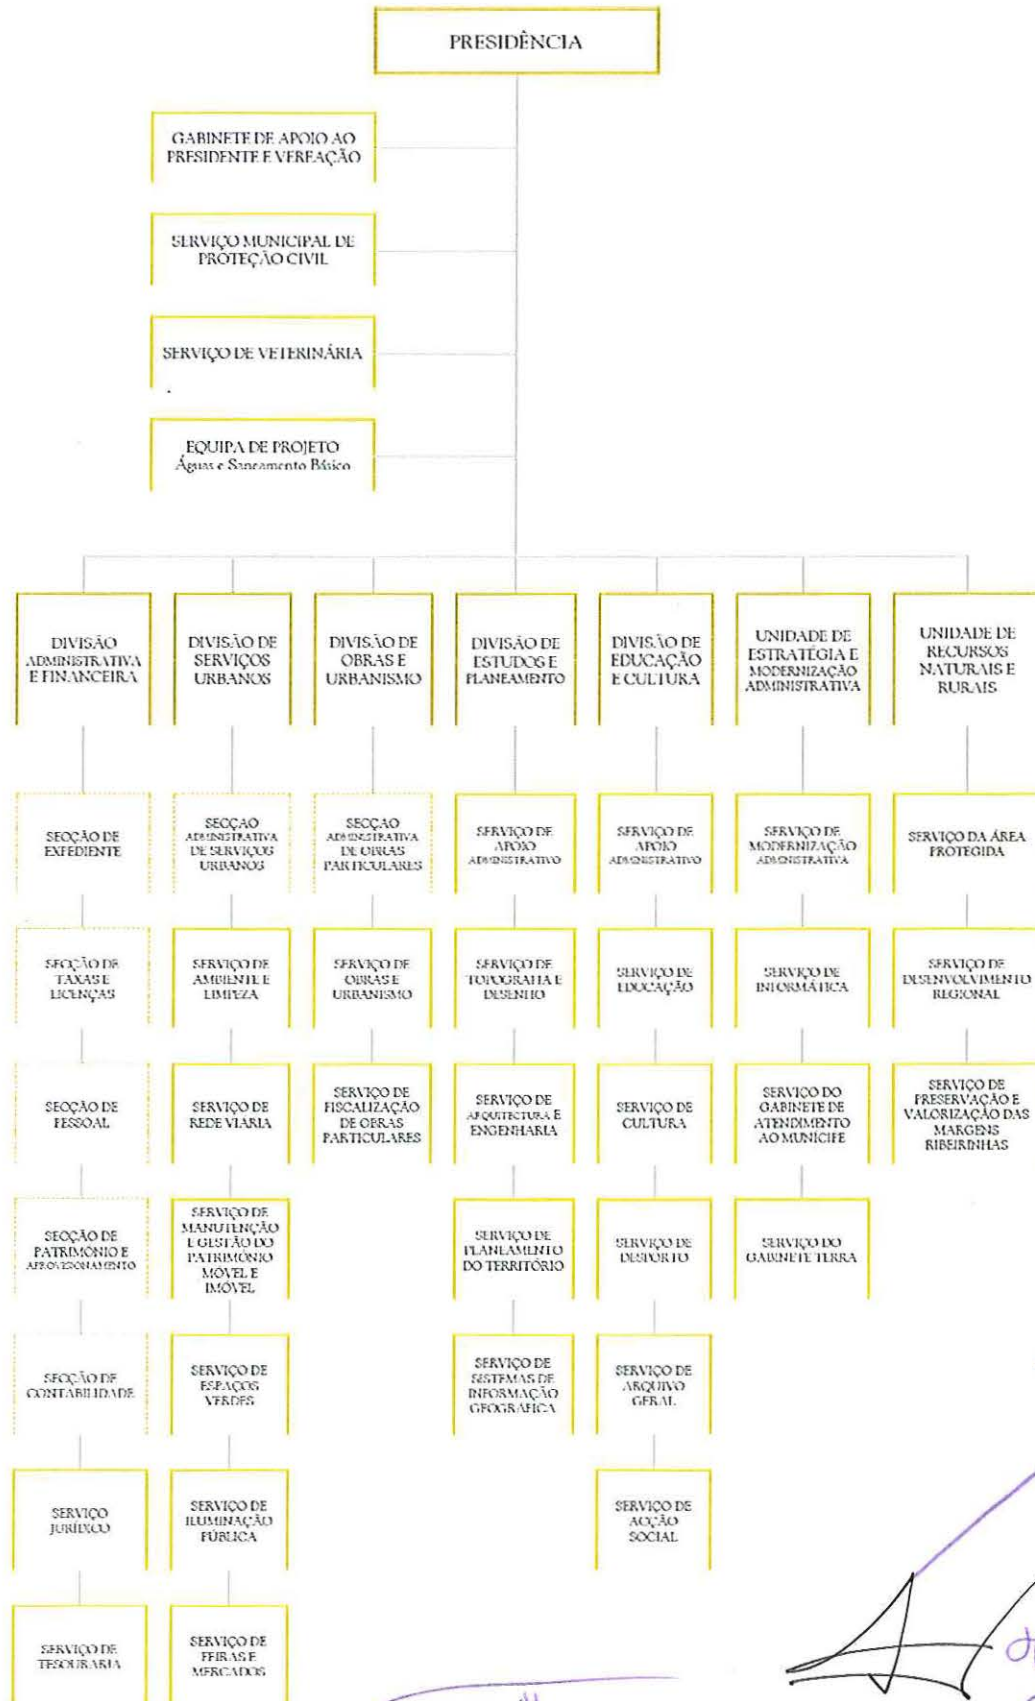 PRESIDÊNCIA
GABINETE DE APOIO AO
PRESIDENTE E VEREAÇÃO
SERVIÇO MUNICIPAL DE
PROTEÇÃO CIVIL
SERVIÇO DE VETERINÁRIA
EQUIPA DE PROJETO
Águas e Saneamento Básico
DIVISÃO
ADMINISTRATIVA
E FINANCEIRA
DIVISÃO DE
SERVIÇOS
URBANOS
DIVISÃO DE
OBRAS E
URBANISMO
DIVISÃO DE
ESTUDOS E
PLANEAMENTO
DIVISÃO DE
EDUCAÇÃO
E CULTURA
UNIDADE DE
ESTRATÉGIA E
MODERNIZAÇÃO
ADMINISTRATIVA
UNIDADE DE
RECURSOS
NATURAIS E
RURAIS
SECÇÃO DE
EXPEDIENTE
SECÇAO
ADMINISTRATIVA
DE SERVIÇOS
URBANOS
SECÇAO
ADMINISTRATIVA
DE OBRAS
PARTICULARES
SERVIÇO DE
APOIO
ADMINISTRATIVO
SERVIÇO DE
APOIO
ADMINISTRATIVO
SERVIÇO DE
MODERNIZAÇÃO
ADMINISTRATIVA
SERVIÇO DA ÁREA
PROTEGIDA
SECÇÃO DE
TAXAS E
LICENÇAS
SERVIÇO DE
AMBIENTE E
LIMPEZA
SERVIÇO DE
OBRAS E
URBANISMO
SERVIÇO DE
TOPOGRAFIA E
DESENHO
SERVIÇO DE
EDUCAÇÃO
SERVIÇO DE
INFORMÁTICA
SERVIÇO DE
DESENVOLVIMENTO
REGIONAL
SECÇÃO DE
PESSOAL
SERVIÇO DE
REDE VIARIA
SERVIÇO DE
FISCALIZAÇÃO
DE OBRAS
PARTICULARES
SERVIÇO DE
ARQUITECTURA E
ENGENHARIA
SERVIÇO DE
CULTURA
SERVIÇO DO
GABINETE DE
ATENDIMENTO
AO MUNÍCIPE
SERVIÇO DE
PRESERVAÇÃO E
VALORIZAÇÃO DAS
MARGENS
RIBEIRINHAS
SECÇÃO DE
PATRIMÓNIO E
APROVISIONAMENTO
SERVIÇO DE
MANUTENÇÃO
E GESTÃO DO
PATRIMÓNIO
MÓVEL E
IMÓVEL
SERVIÇO DE
PLANEAMENTO
DO TERRITÓRIO
SERVIÇO DE
DESPORTO
SERVIÇO DO
GABINETE TERRA
SECÇÃO DE
CONTABILIDADE
SERVIÇO DE
ESPAÇOS
VERDES
SERVIÇO DE
SISTEMAS DE
INFORMAÇÃO
GEOGRÁFICA
SERVIÇO DE
ARQUIVO
GERAL
SERVIÇO
JURÍDICO
SERVIÇO DE
ILUMINAÇÃO
PÚBLICA
SERVIÇO DE
ACÇÃO
SOCIAL
SERVIÇO DE
TESOURARIA
SERVIÇO DE
FEIRAS E
MERCADOS